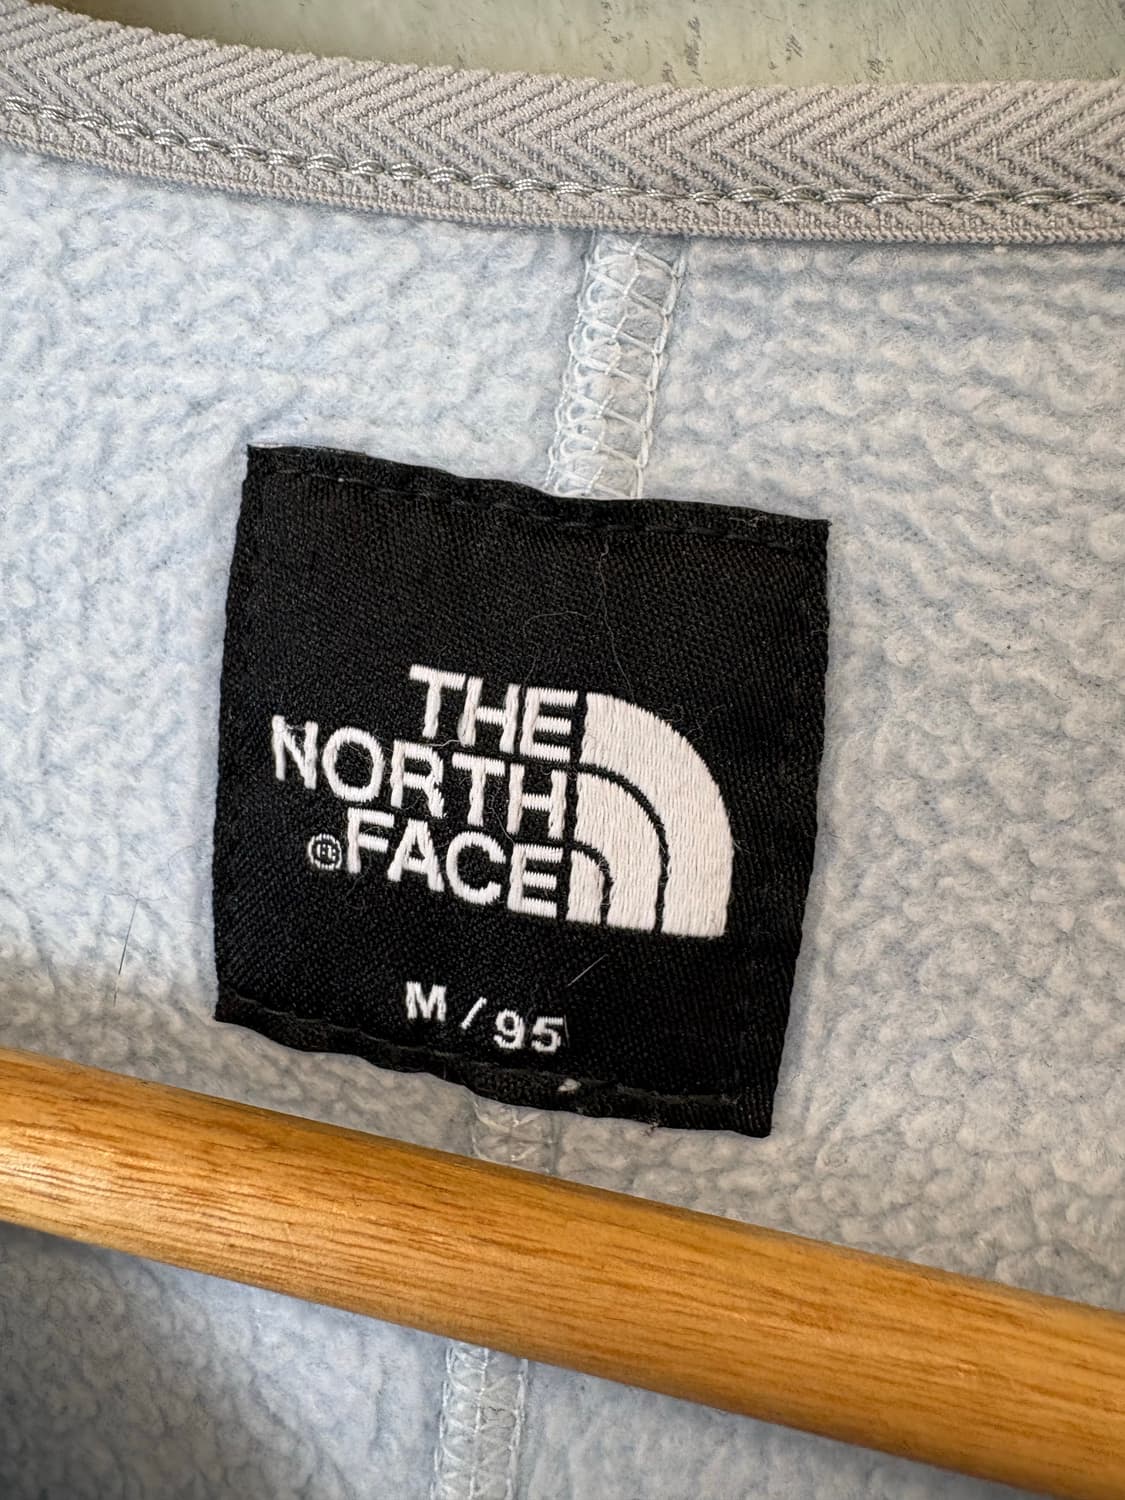 THE
NORTH
®FACE
M / 95